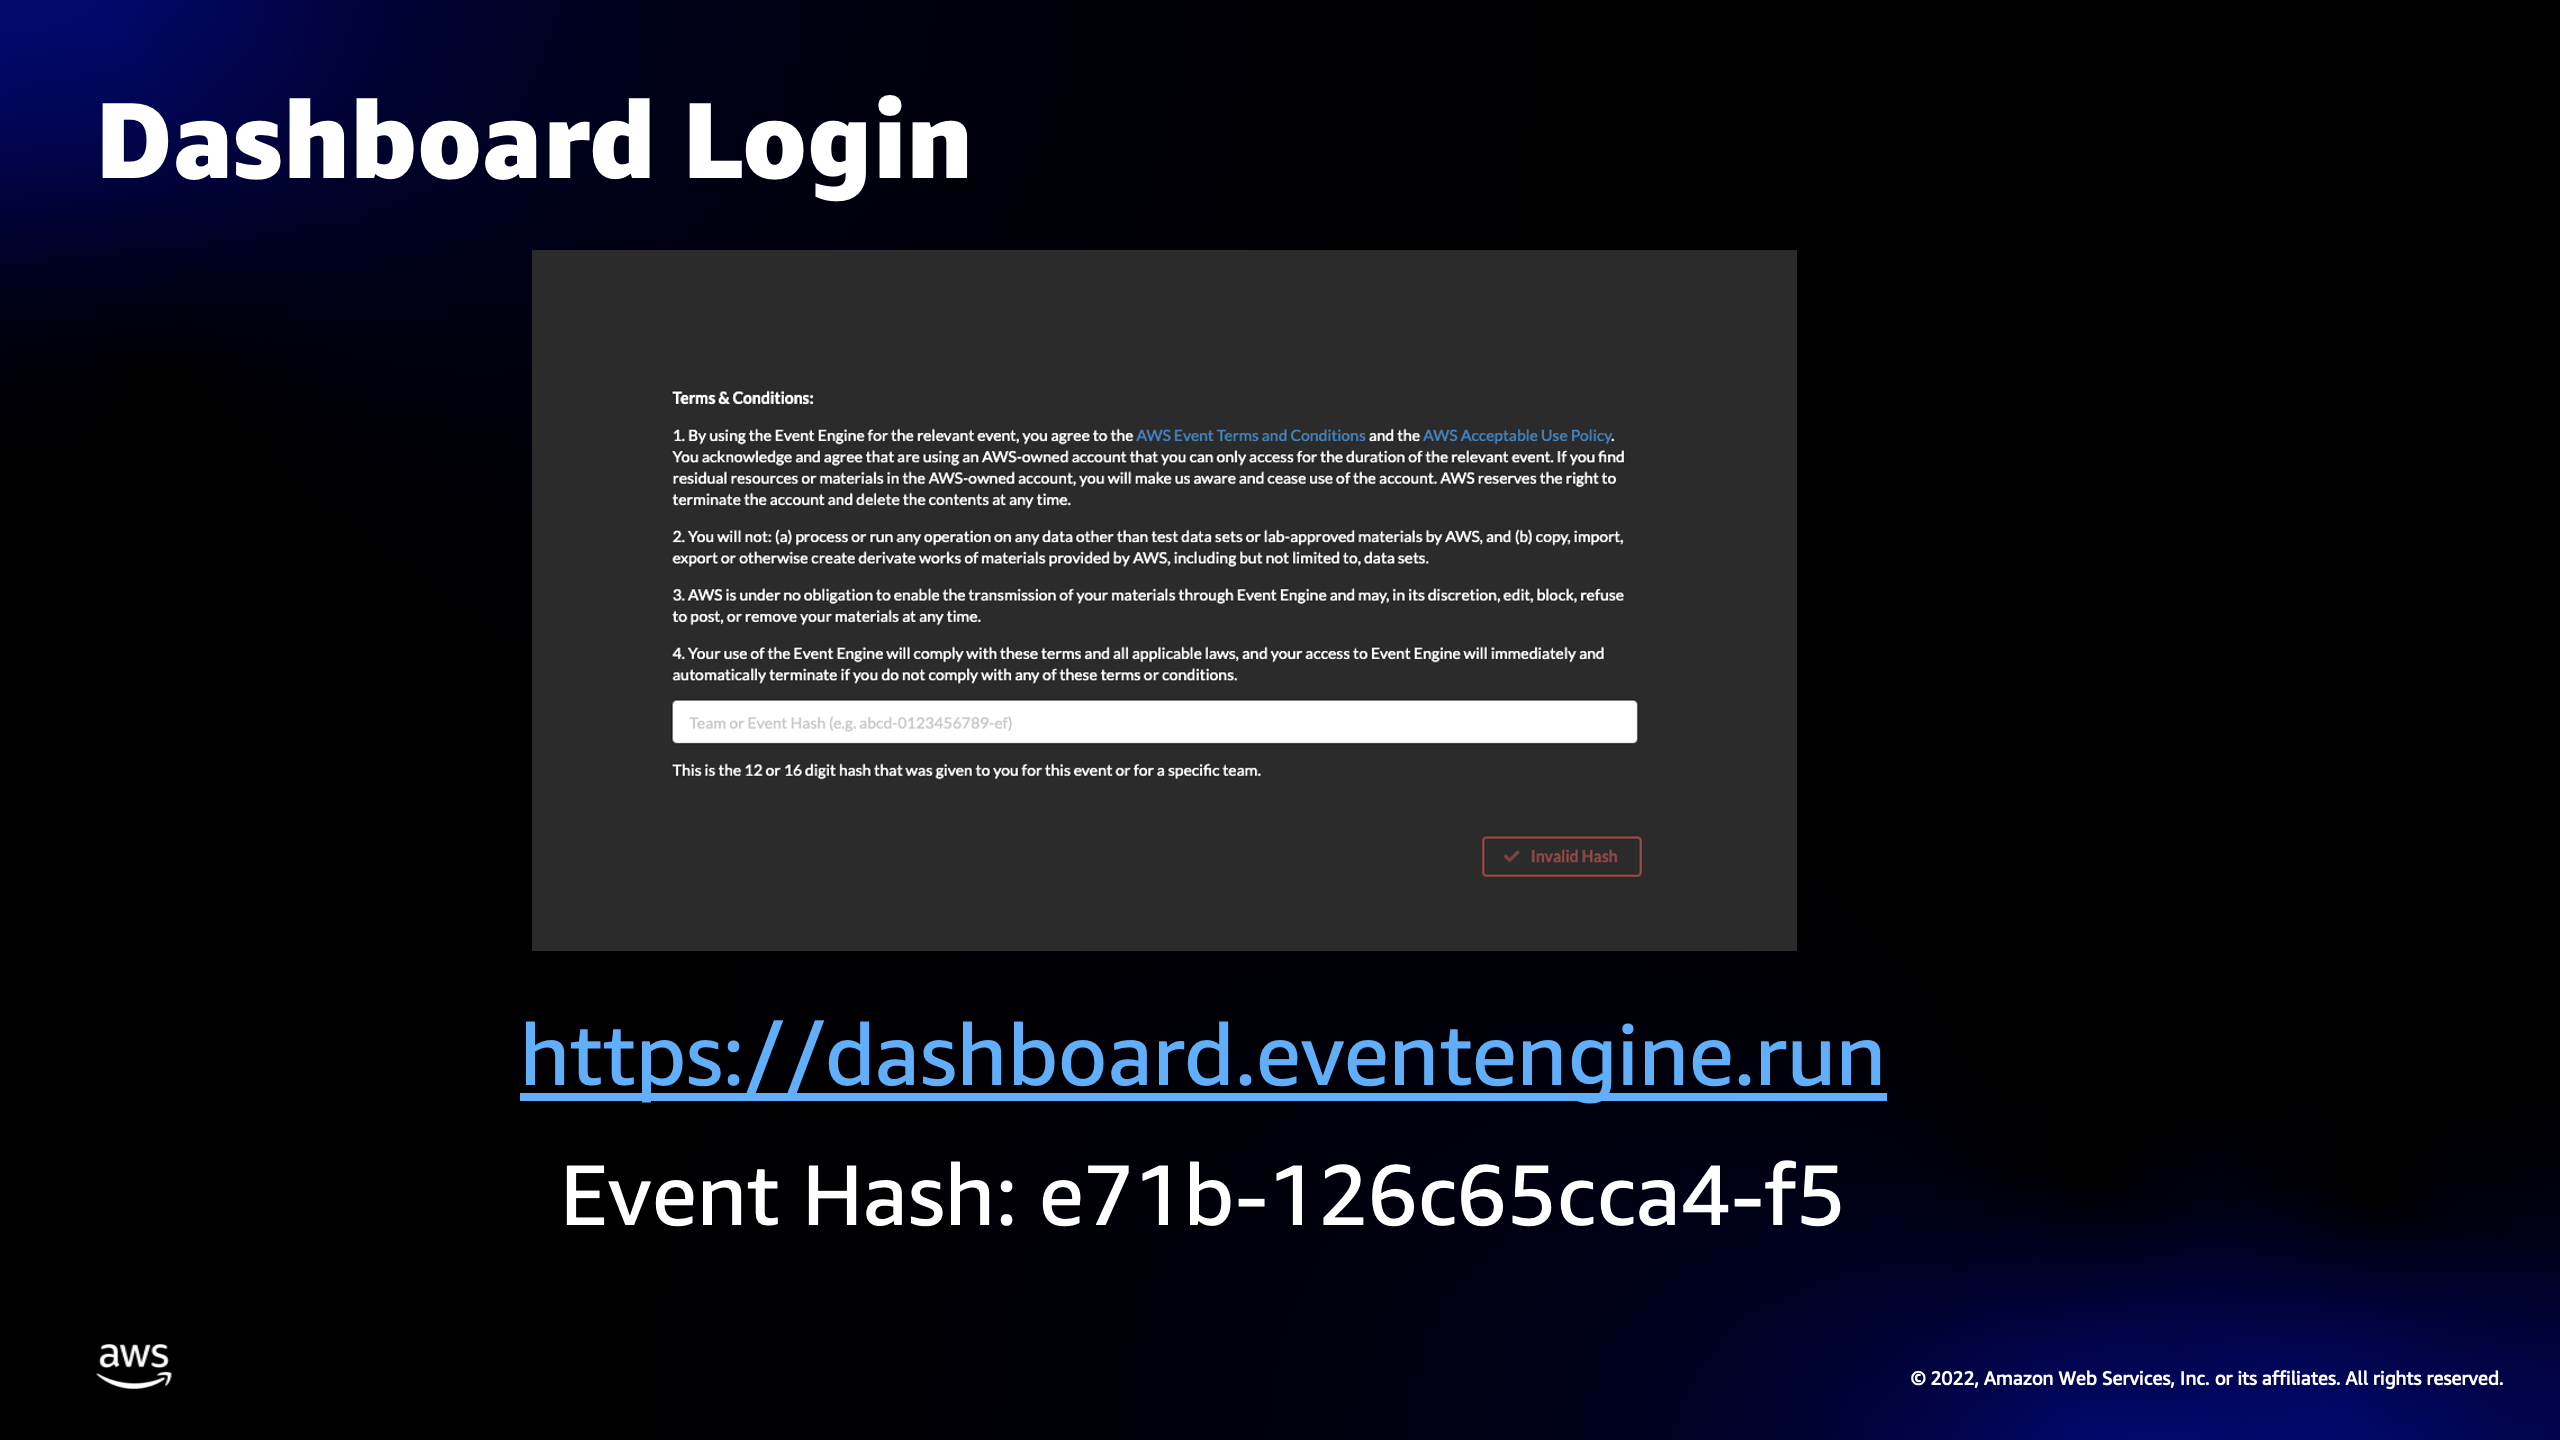 Dashboard Login
Terms & Conditions:
1. By using the Event Engine for the relevant event, you agree to the AWS Event Terms and Conditions and the AWS Acceptable Use Policy.
You acknowledge and agree that are using an AWS-owned account that you can only access for the duration of the relevant event. If you find
residual resources or materials in the AWS-owned account, you will make us aware and cease use of the account. AWS reserves the right to
terminate the account and delete the contents at any time.
2. You will not: (a) process or run any operation on any data other than test data sets or lab-approved materials by AWS, and (b) copy, import,
export or otherwise create derivate works of materials provided by AWS, including but not limited to, data sets.
3. AWS is under no obligation to enable the transmission of your materials through Event Engine and may, in its discretion, edit, block, refuse
to post, or remove your materials at any time.
4. Your use of the Event Engine will comply with these terms and all applicable laws, and your access to Event Engine will immediately and
automatically terminate if you do not comply with any of these terms or conditions.
Team or Event Hash (e.g. abcd-0123456789-ef)
This is the 12 or 16 digit hash that was given to you for this event or for a specific team.
Invalid Hash
https://dashboard.eventengine.run
Event Hash: e71b-126c65cca4-f5
aws
© 2022, Amazon Web Services, Inc. or its affiliates. All rights reserved.